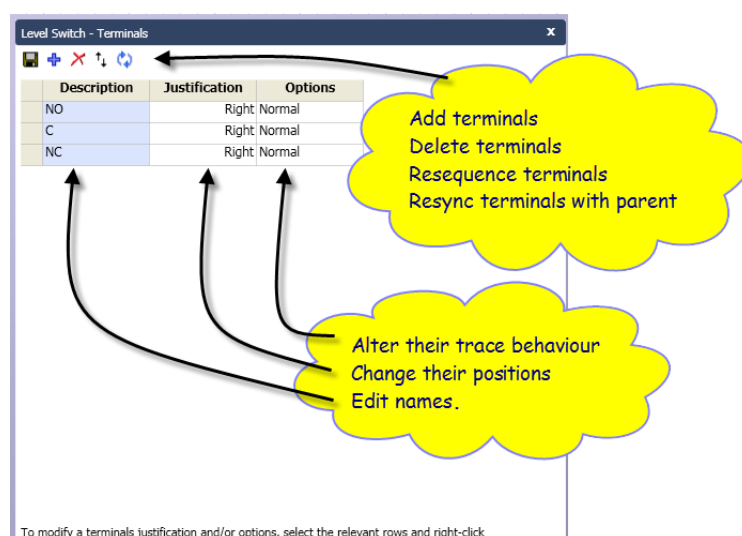 Level Switch - Terminals x
Description Justification Options
NO Right Normal
C Right Normal
NC Right Normal
Add terminals
Delete terminals
Resequence terminals
Resync terminals with parent
Alter their trace behaviour
Change their positions
Edit names.
To modify a terminals justification and/or options, select the relevant rows and right-click